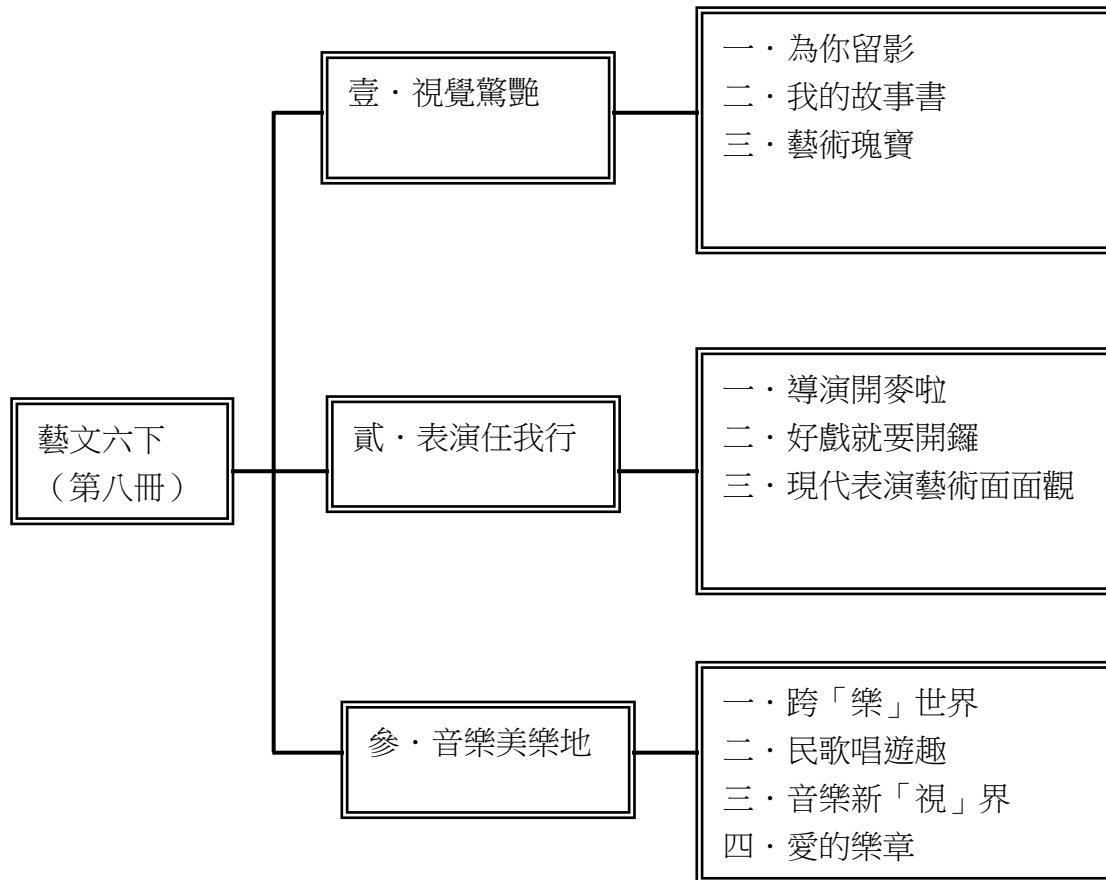 壹．視覺驚艷
一．為你留影
二．我的故事書
三．藝術瑰寶
藝文六下
（第八冊）
貳．表演任我行
一．導演開麥啦
二．好戲就要開鑼
三．現代表演藝術面面觀
參．音樂美樂地
一．跨「樂」世界
二．民歌唱遊趣
三．音樂新「視」界
四．愛的樂章